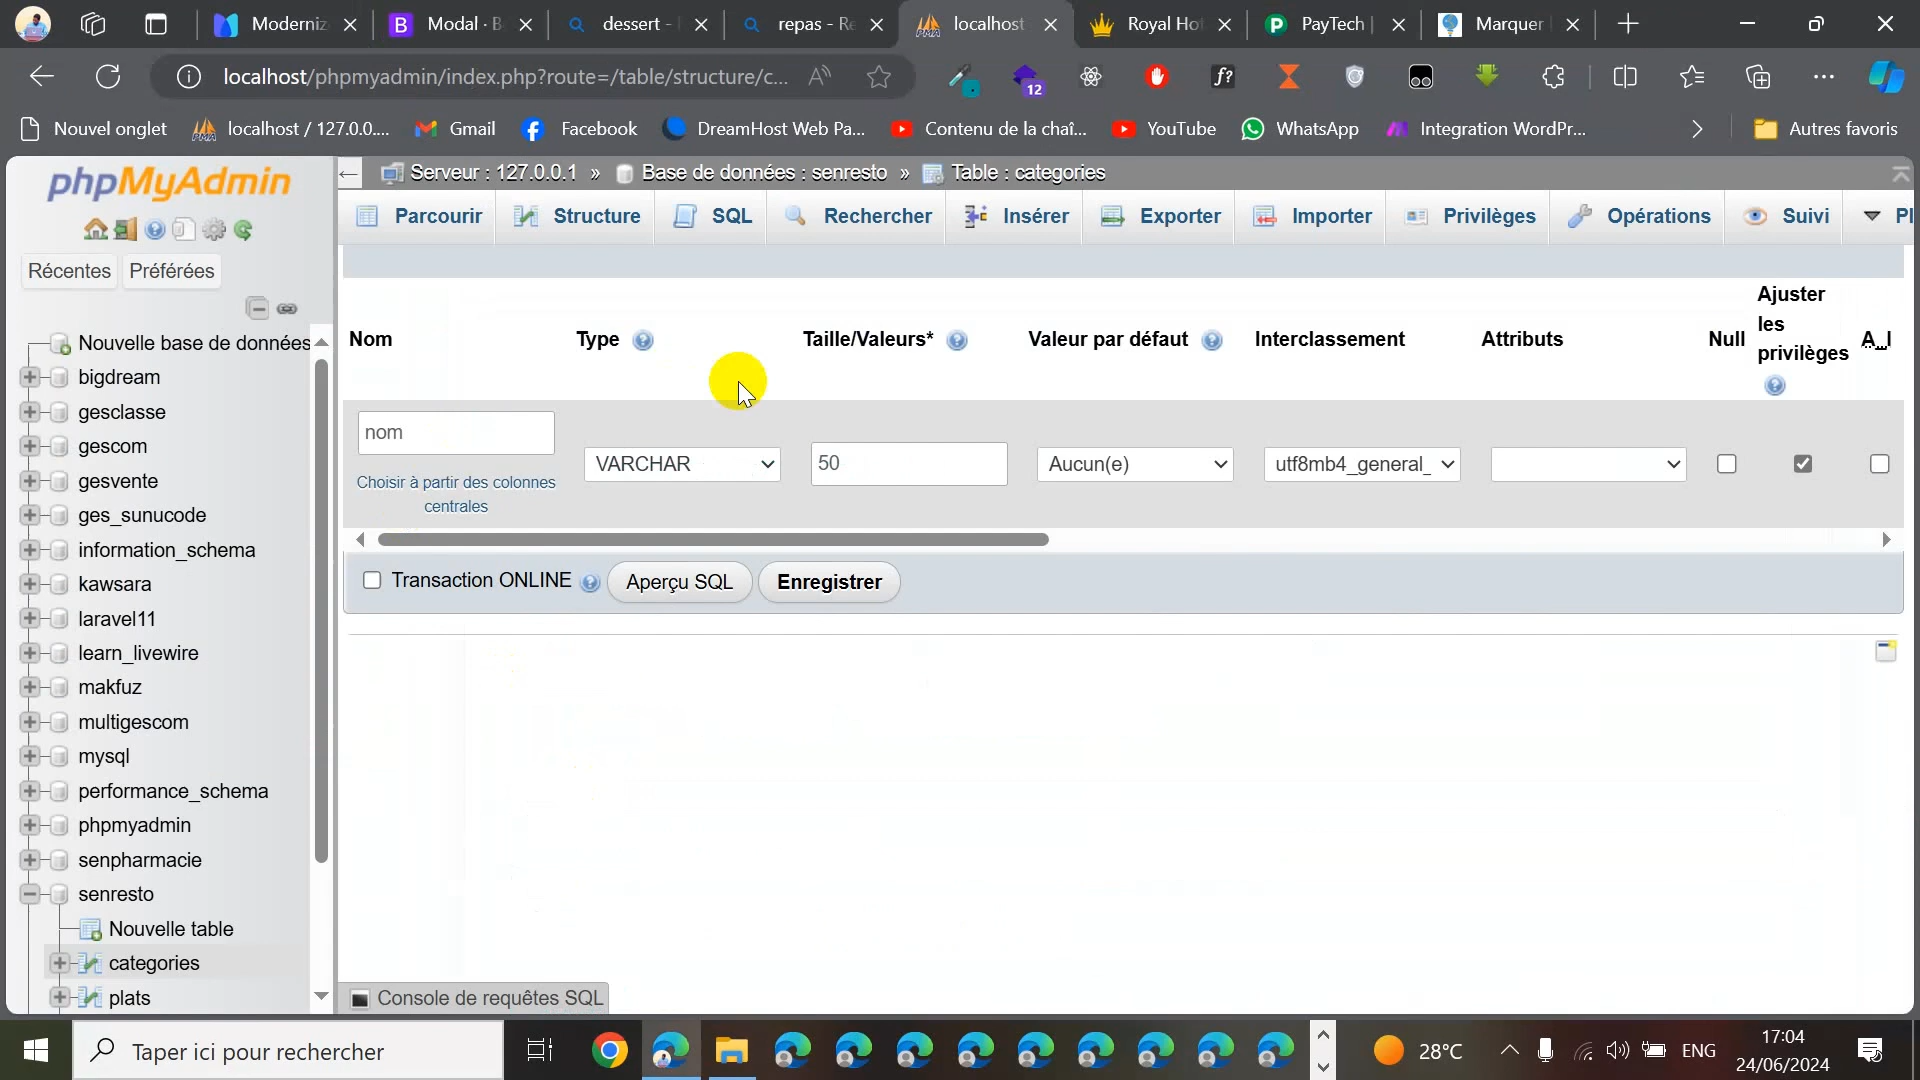 Moderniz
Modal · B
dessert -
repas - Re
localhost
Royal Hot
PayTech |
Marquer
localhost/phpmyadmin/index.php?route=/table/structure/c...
12
Nouvel onglet
localhost / 127.0.0....
Gmail
Facebook
DreamHost Web Pa...
Contenu de la chaî...
YouTube
WhatsApp
Integration WordPr...
Autres favoris
phpMyAdmin
Récentes
Préférées
Nouvelle base de données
bigdream
gesclasse
gescom
gesvente
ges_sunucode
information_schema
kawsara
laravel11
learn_livewire
makfuz
multigescom
mysql
performance_schema
phpmyadmin
senpharmacie
senresto
Nouvelle table
categories
plats
Serveur : 127.0.0.1 » Base de données : senresto » Table : categories
Parcourir
Structure
SQL
Rechercher
Insérer
Exporter
Importer
Privilèges
Opérations
Suivi
Pl
Nom
Type
Taille/Valeurs*
Valeur par défaut
Interclassement
Attributs
Null
Ajuster
les
privilèges
A_I
nom
Choisir à partir des colonnes
centrales
VARCHAR
50
Aucun(e)
utf8mb4_general_
Transaction ONLINE
Aperçu SQL
Enregistrer
Console de requêtes SQL
Taper ici pour rechercher
28°C
ENG
17:04
24/06/2024